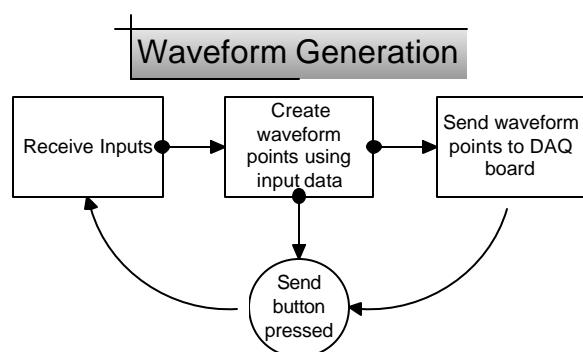 Waveform Generation
Receive Inputs
Create
waveform
points using
input data
Send waveform
points to DAQ
board
Send
button
pressed